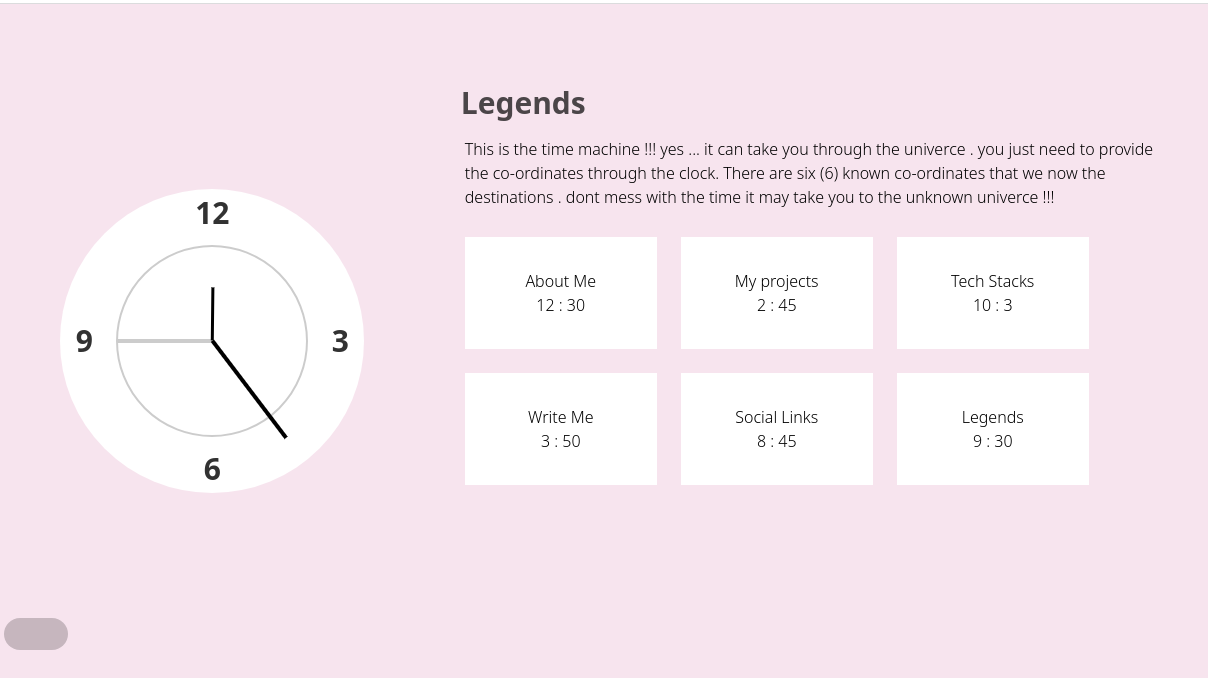 Legends
This is the time machine !!! yes ... it can take you through the univerce . you just need to provide
the co-ordinates through the clock. There are six (6) known co-ordinates that we now the
destinations . dont mess with the time it may take you to the unknown univerce !!!
12
9
3
6
About Me
12 : 30
My projects
2 : 45
Tech Stacks
10 : 3
Write Me
3 : 50
Social Links
8 : 45
Legends
9 : 30